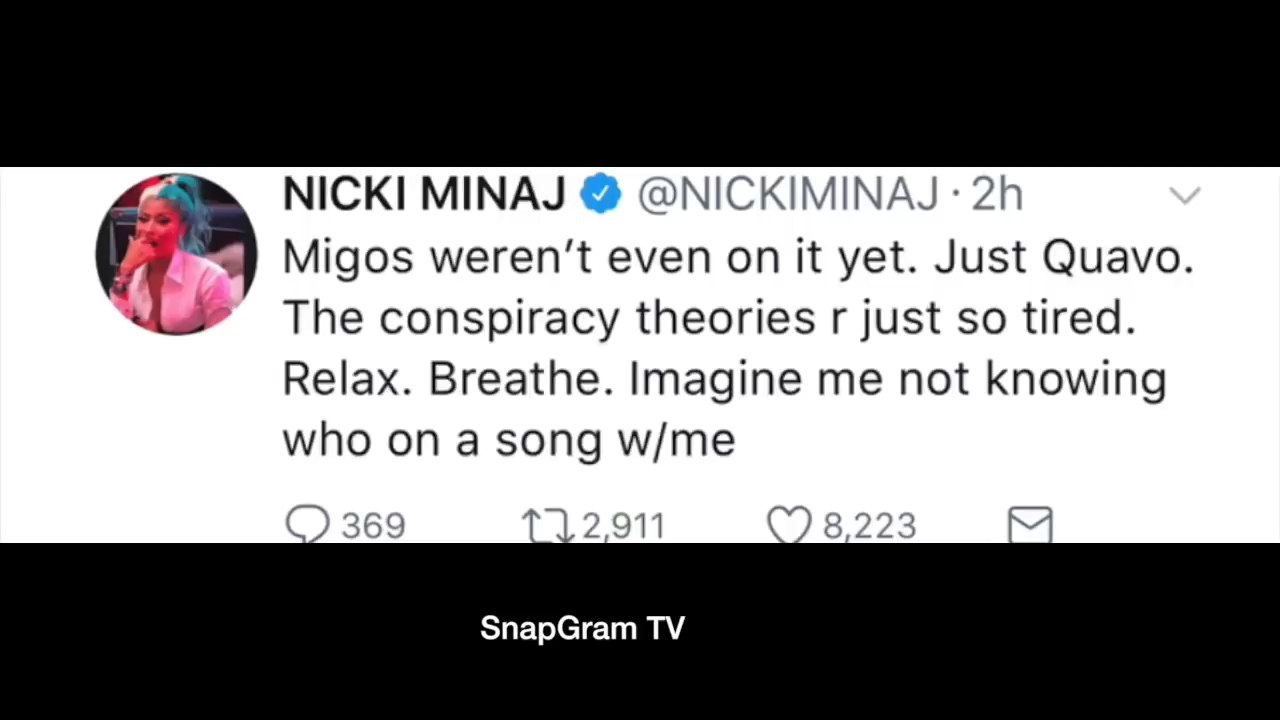 NICKI MINAJ @NICKIMINAJ · 2h
Migos weren’t even on it yet. Just Quavo.
The conspiracy theories r just so tired.
Relax. Breathe. Imagine me not knowing
who on a song w/me
369 2,911 8,223
SnapGram TV